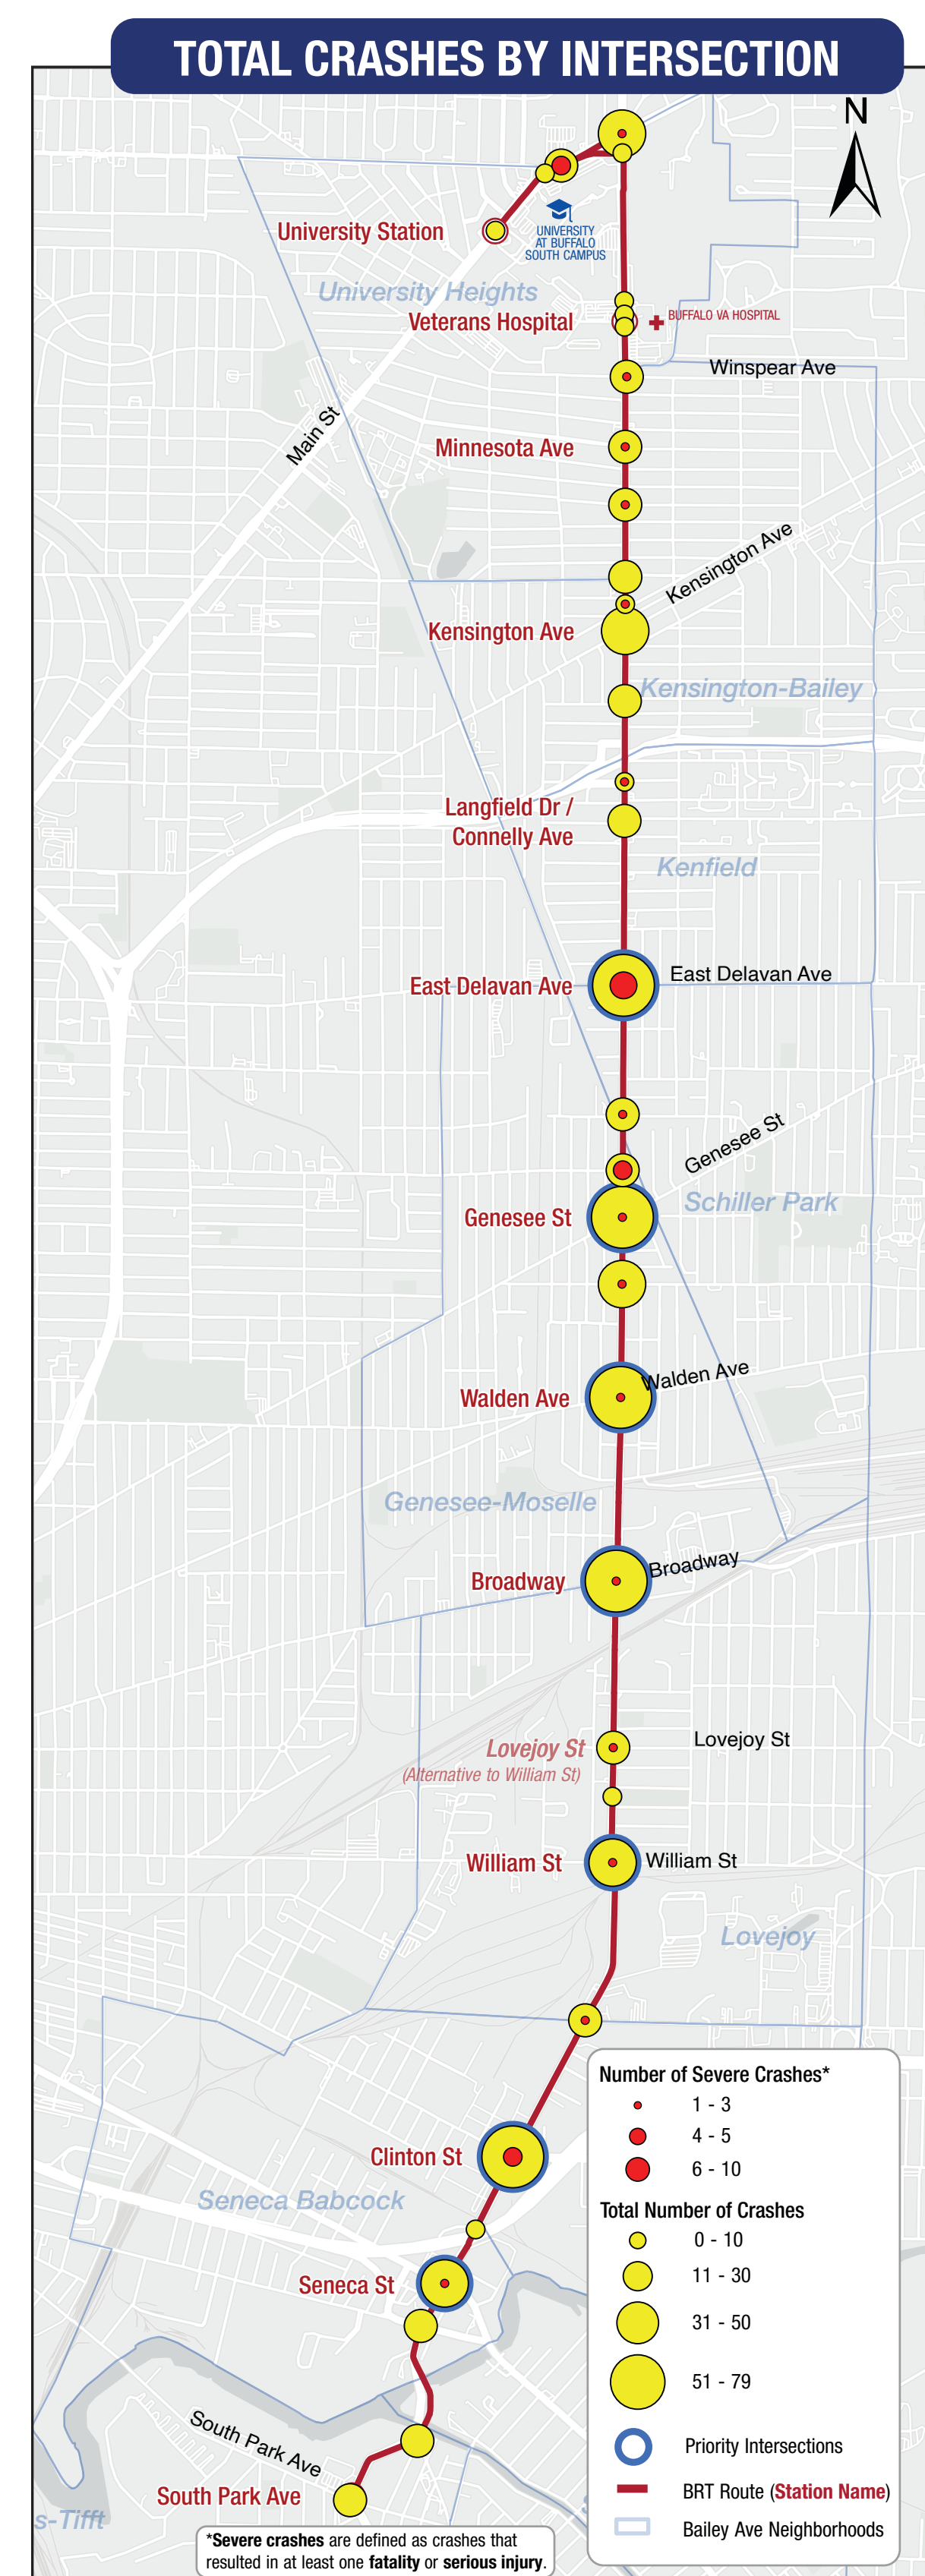 TOTAL CRASHES BY INTERSECTION
N
University Station
UNIVERSITY
AT BUFFALO
SOUTH CAMPUS
University Heights
Veterans Hospital
BUFFALO VA HOSPITAL
Winspear Ave
Main St
Minnesota Ave
Kensington Ave
Kensington Ave
Kensington-Bailey
Langfield Dr /
Connelly Ave
Kenfield
East Delavan Ave
East Delavan Ave
Genesee St
Schiller Park
Genesee St
Walden Ave
Walden Ave
Genesee-Moselle
Broadway
Broadway
Lovejoy St
Lovejoy St
(Alternative to William St)
William St
William St
Lovejoy
Clinton St
Seneca Babcock
Seneca St
South Park Ave
South Park Ave
s-Tifft
Number of Severe Crashes*
1 - 3
4 - 5
6 - 10
Total Number of Crashes
0 - 10
11 - 30
31 - 50
51 - 79
Priority Intersections
BRT Route (Station Name)
Bailey Ave Neighborhoods
*Severe crashes are defined as crashes that
resulted in at least one fatality or serious injury.